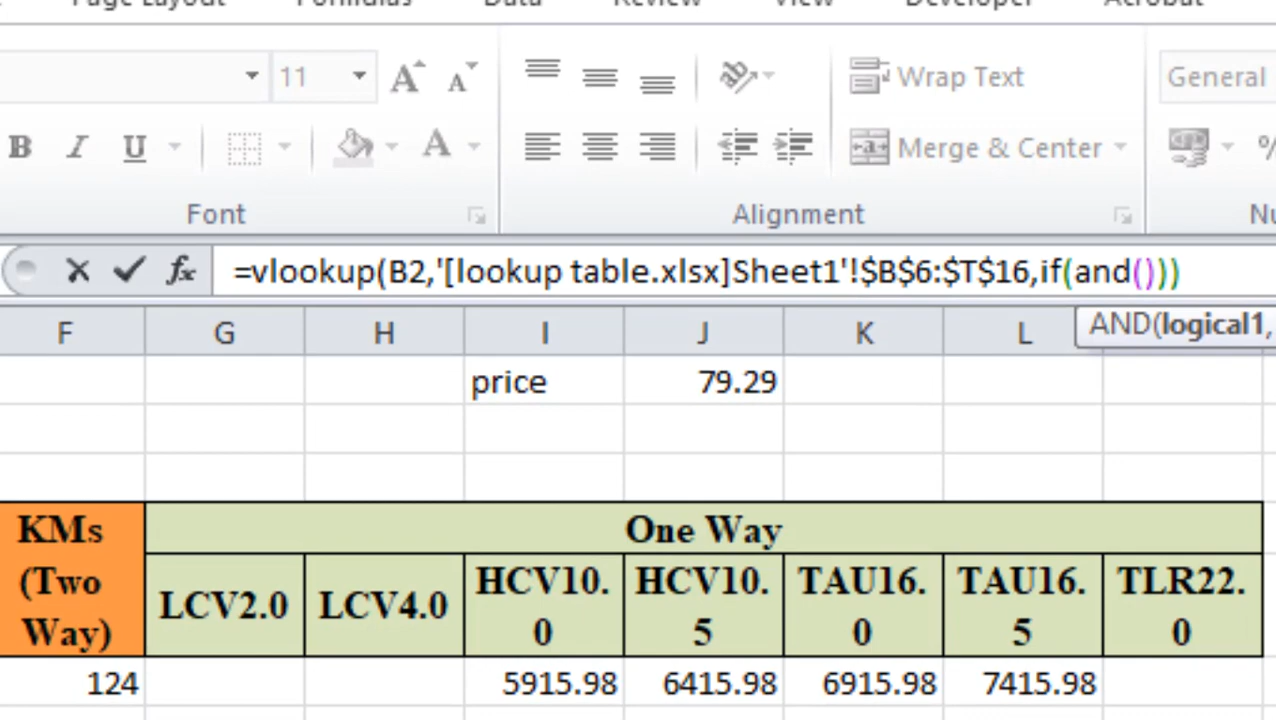 Page Layout Formulas Data Review View Developer Acrobat
11 A A Wrap Text General
B I U A Merge & Center %
Font Alignment Nu
fx =vlookup(B2,'[lookup table.xlsx]Sheet1'!$B$6:$T$16,if(and()))
AND(logical1,
F G H I J K L
price 79.29
KMs (Two Way) One Way
LCV2.0 LCV4.0 HCV10.0 HCV10.5 TAU16.0 TAU16.5 TLR22.0
124 5915.98 6415.98 6915.98 7415.98